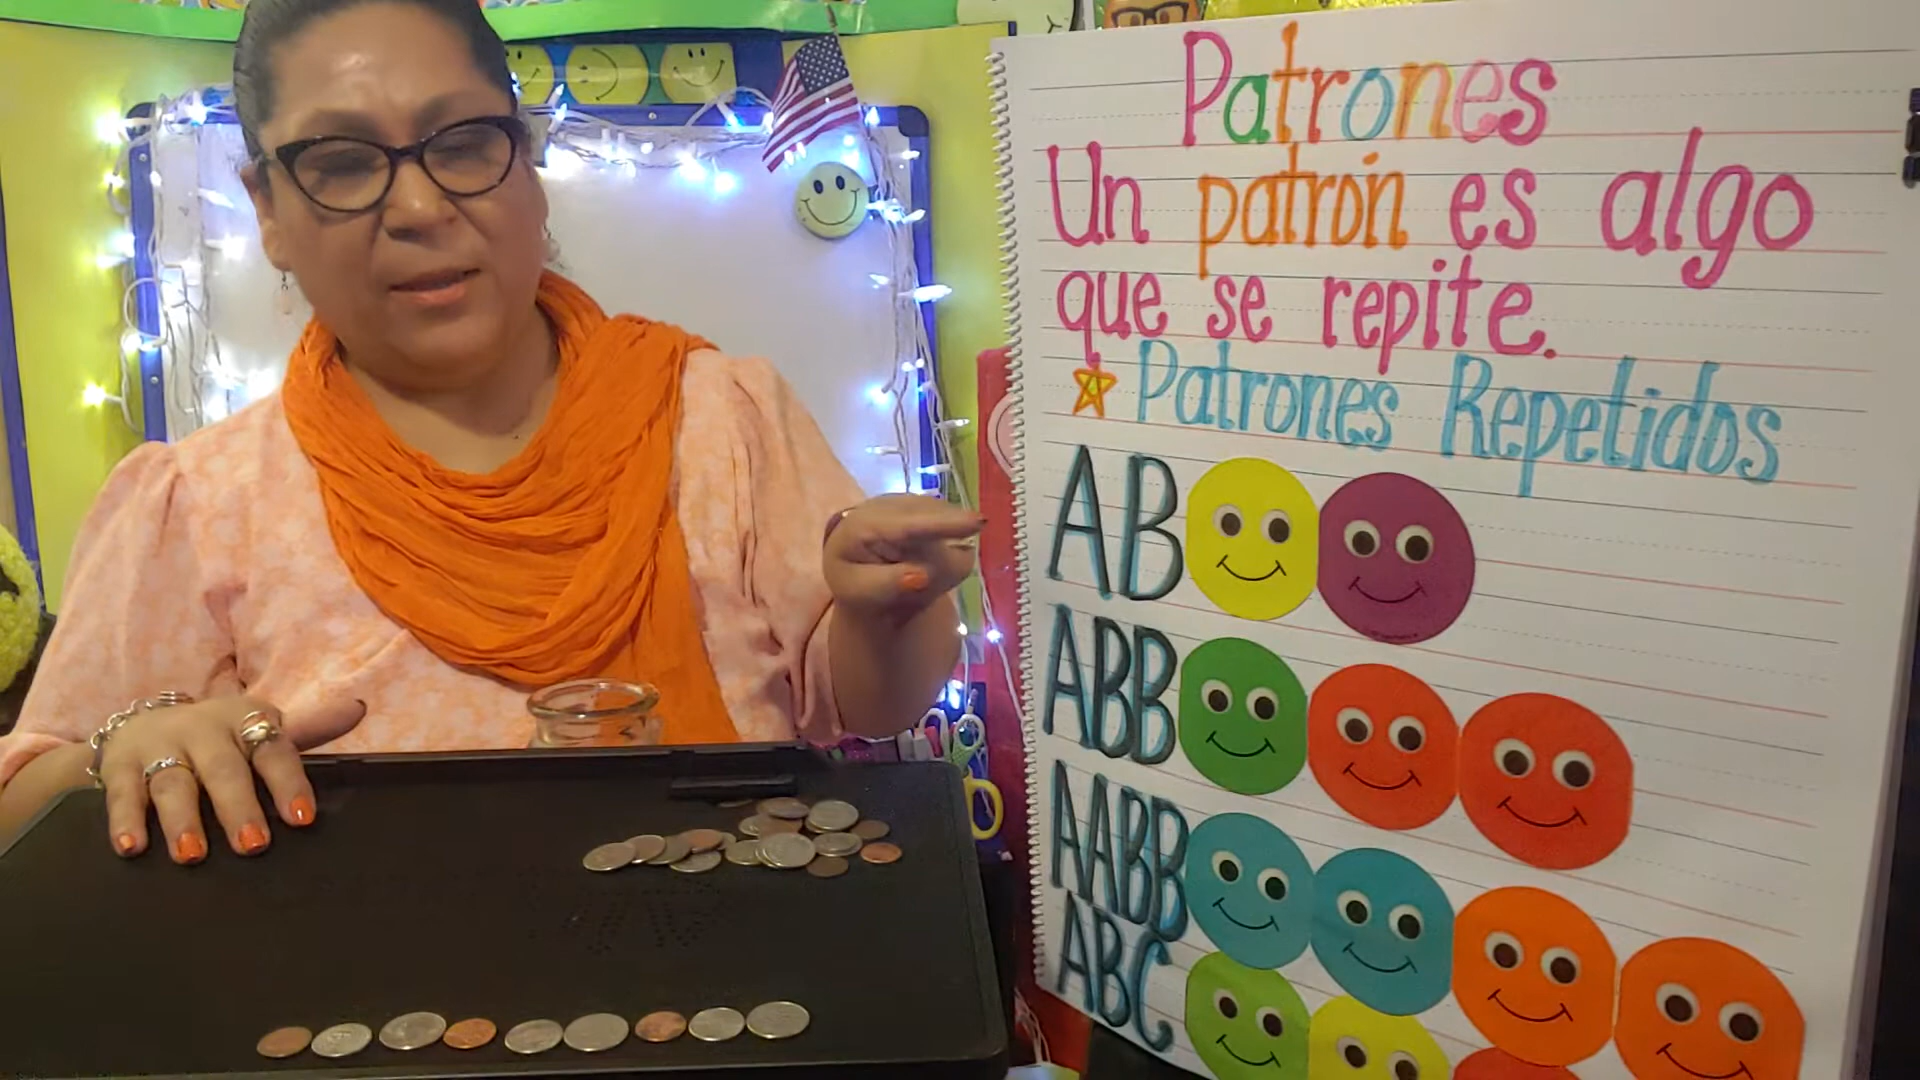 Patrones
Un patrón es algo
que se repite.
Patrones Repetidos
AB
ABB
AABB
ABC